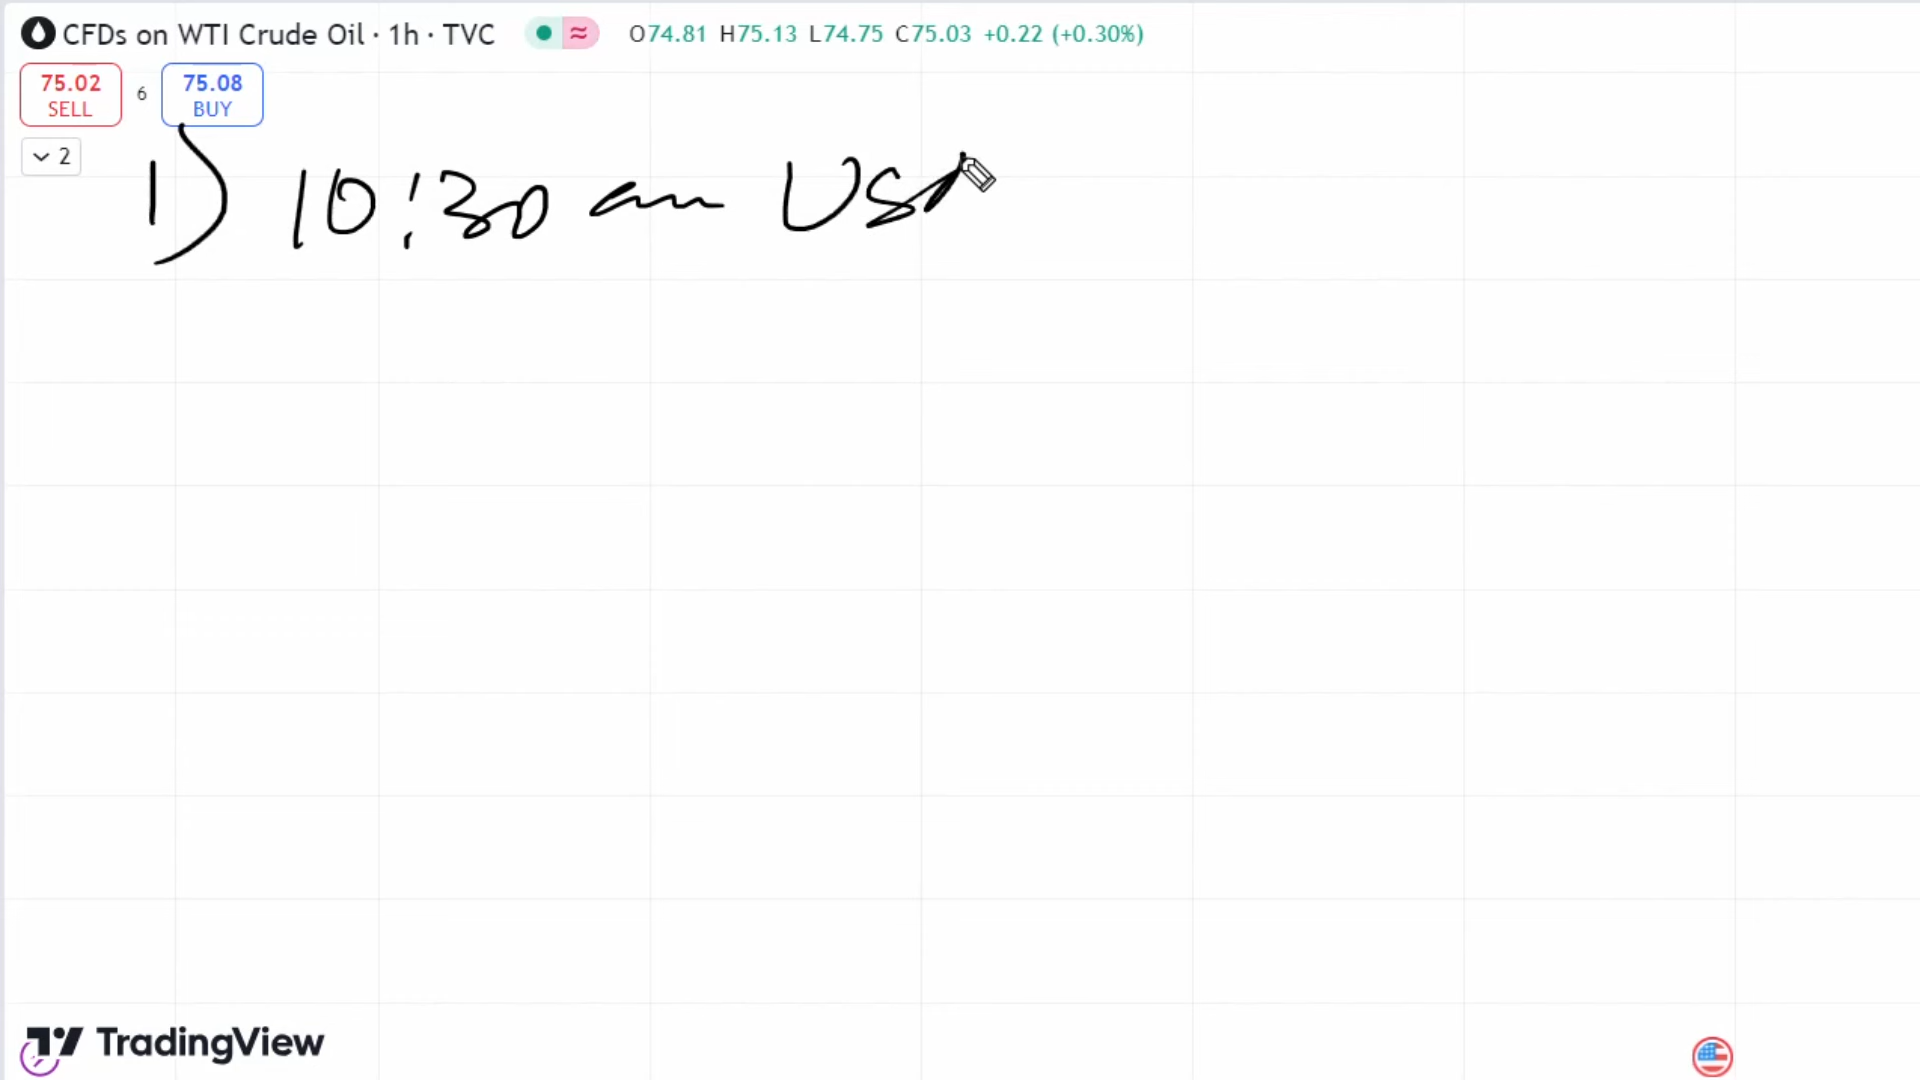 CFDs on WTI Crude Oil · 1h · TVC ≈ O74.81 H75.13 L74.75 C75.03 +0.22 (+0.30%)
75.02 SELL 6 75.08 BUY
2
1) 10:30 am USA
TradingView